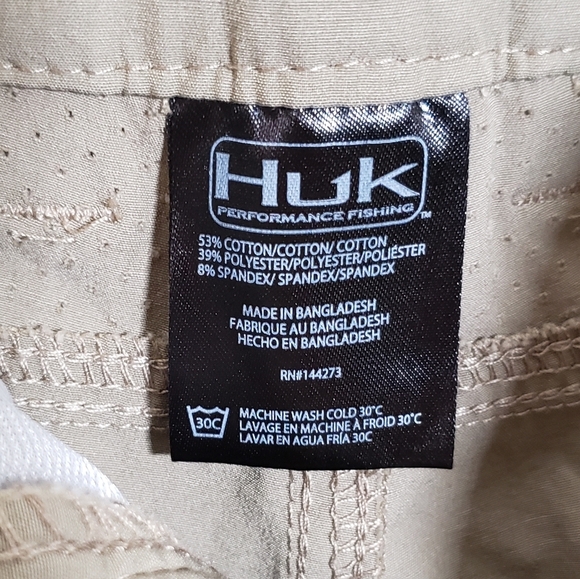 Huk
PERFORMANCE FISHING™
53% COTTON/COTTON/ COTTON
39% POLYESTER/POLYESTER/POLIÉSTER
8% SPANDEX/ SPANDEX/SPANDEX
MADE IN BANGLADESH
FABRIQUE AU BANGLADESH
HECHO EN BANGLADESH
RN#144273
30C
MACHINE WASH COLD 30°C
LAVAGE EN MACHINE À FROID 30°C
LAVAR EN AGUA FRÍA 30C